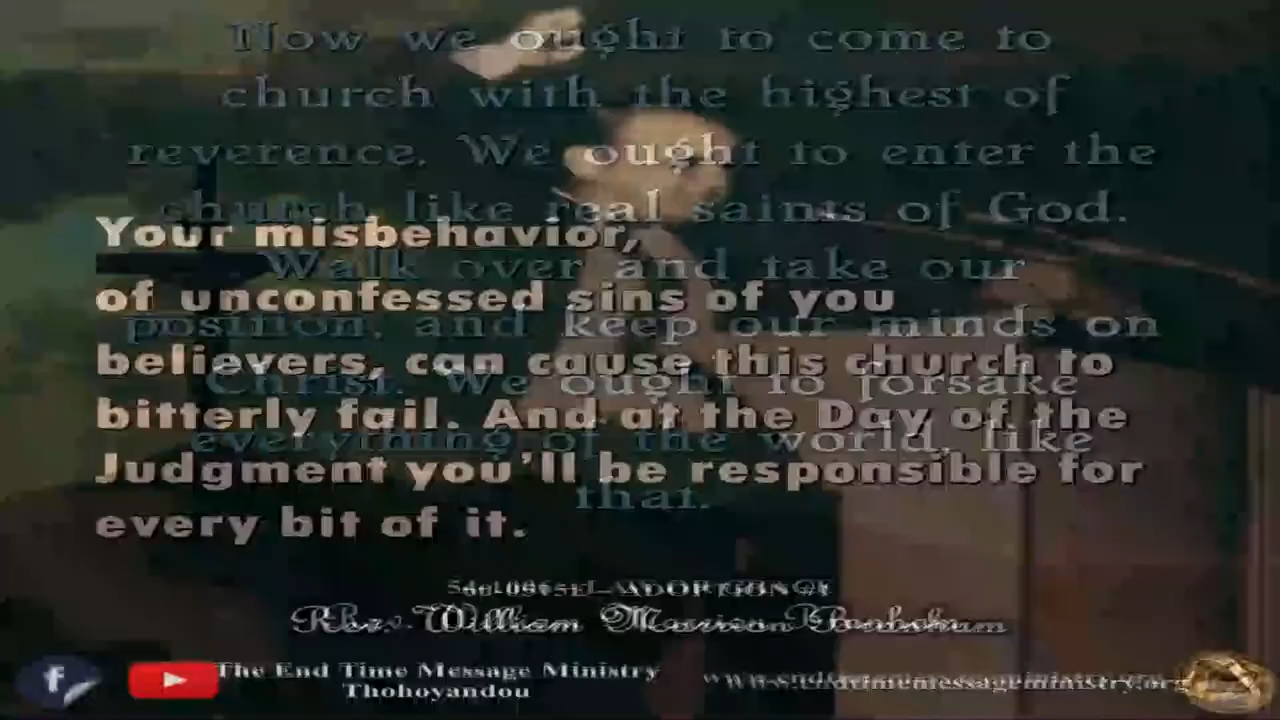 Now we ought to come to
church with the highest of
reverence. We ought to enter the
church like real saints of God.
Walk over and take our
position, and keep our minds on
Christ. We ought to forsake
everything of the world, like
that.
Your misbehavior,
of unconfessed sins of you
believers, can cause this church to
bitterly fail. And at the Day of the
Judgment you'll be responsible for
every bit of it.
ADOPTION
Rev. William Marrion Branham
The End Time Message Ministry
Thohoyandou
www.endtimemessageministry.org